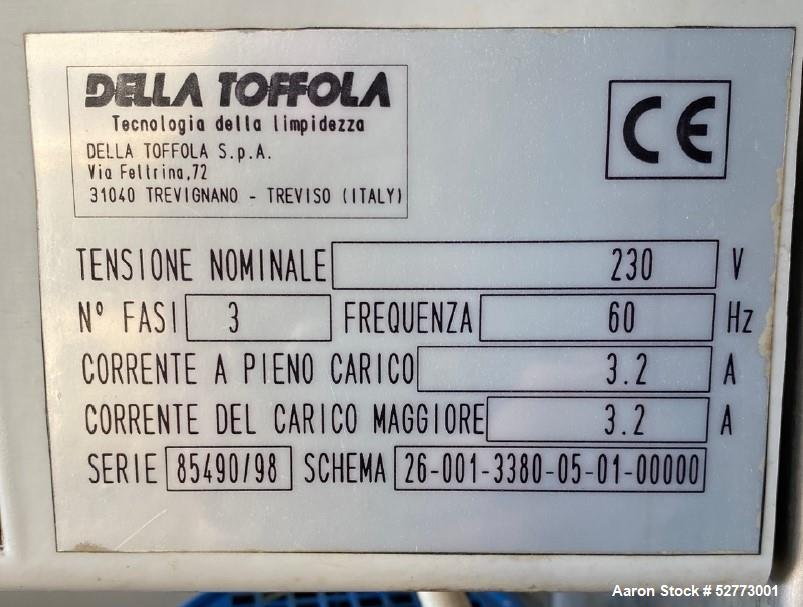 DELLA TOFFOLA
Tecnologia della limpidezza
DELLA TOFFOLA S.p.A.
Via Feltrina,72
31040 TREVIGNANO - TREVISO (ITALY)
CE
TENSIONE NOMINALE 230 V
N° FASI 3 FREQUENZA 60 Hz
CORRENTE A PIENO CARICO 3.2 A
CORRENTE DEL CARICO MAGGIORE 3.2 A
SERIE 85490/98 SCHEMA 26-001-3380-05-01-00000
Aaron Stock # 52773001